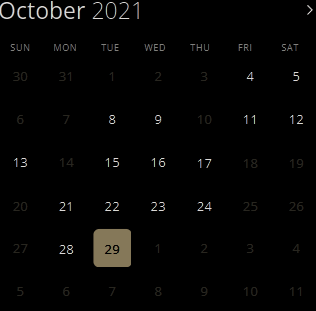 October 2021 >
SUN MON TUE WED THU FRI SAT
30 31 1 2 3 4 5
6 7 8 9 10 11 12
13 14 15 16 17 18 19
20 21 22 23 24 25 26
27 28 29 1 2 3 4
5 6 7 8 9 10 11